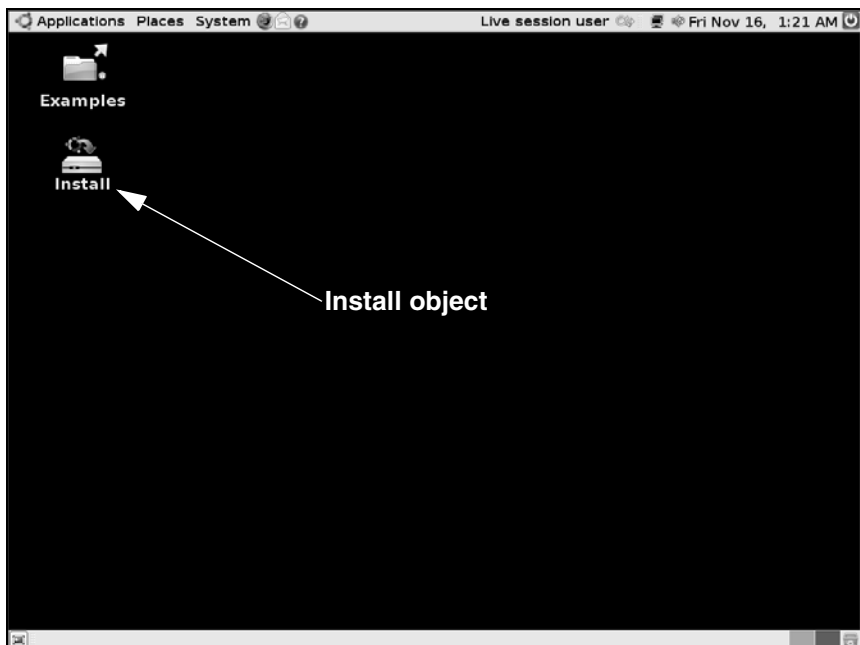 Applications Places System
Live session user
Fri Nov 16, 1:21 AM
Examples
Install
Install object